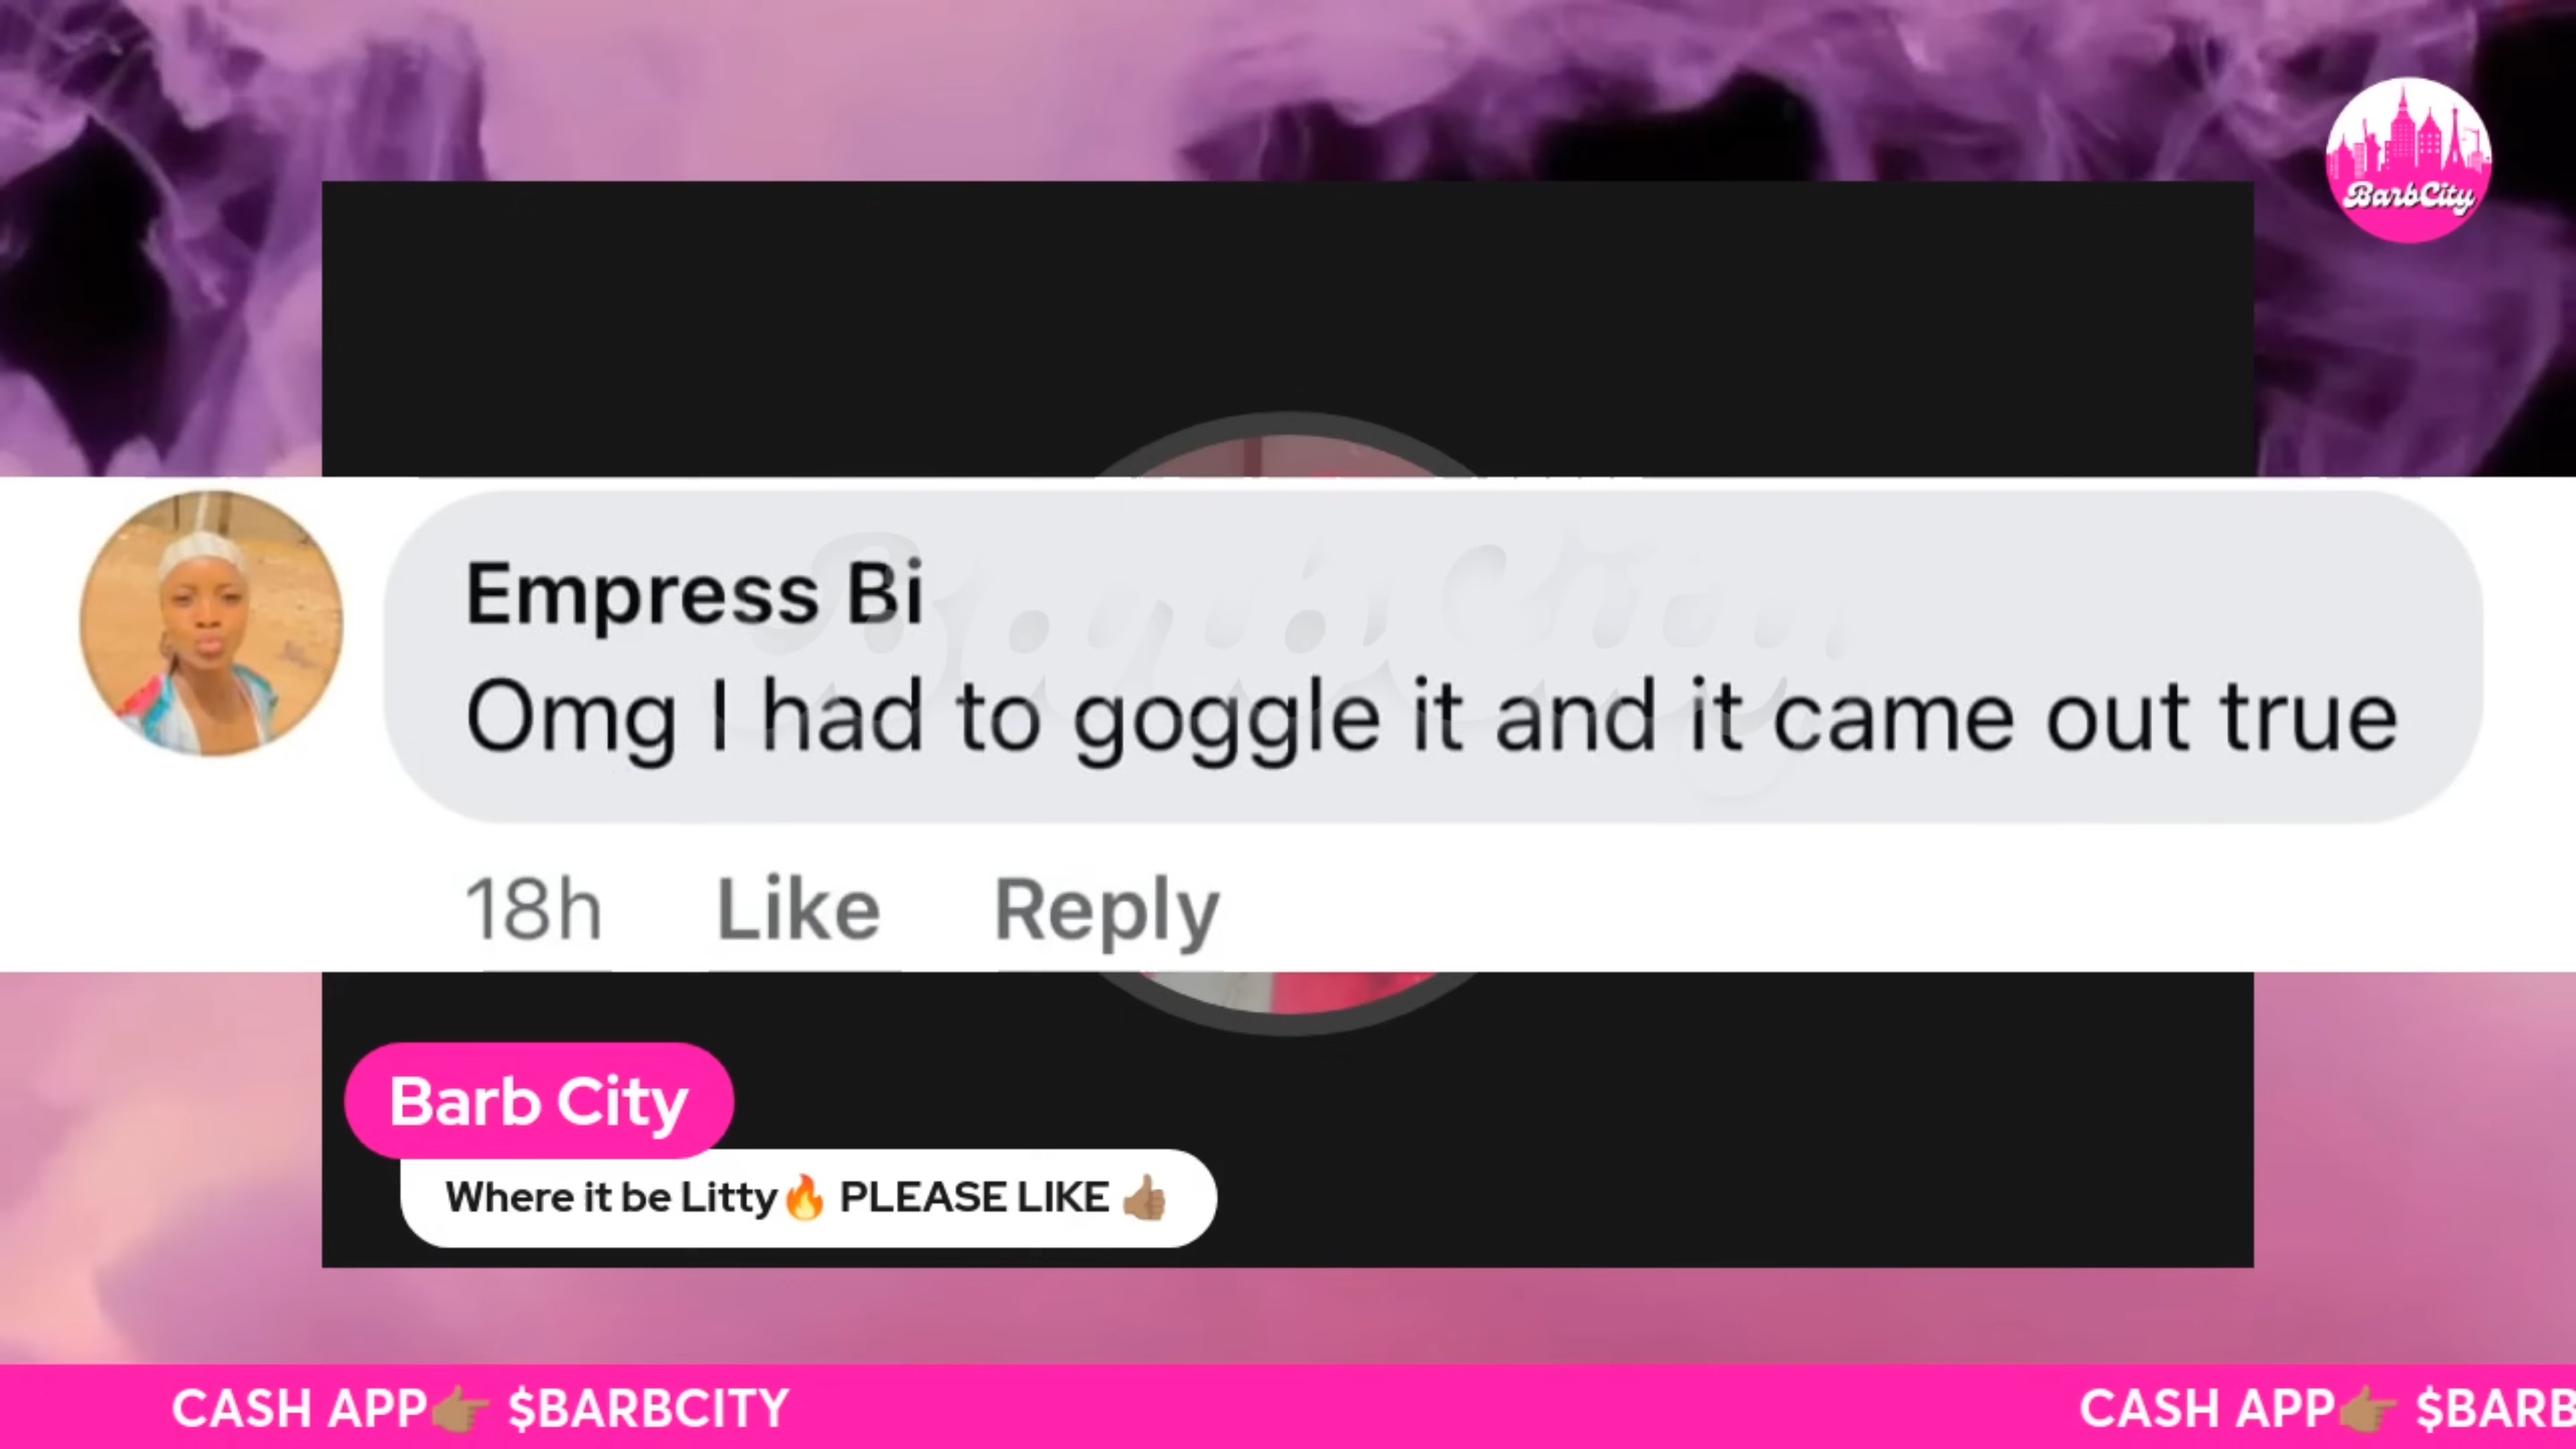 BarbCity
BarbCity
Empress Bi
Omg I had to goggle it and it came out true
18h Like Reply
Barb City
Where it be Litty🔥 PLEASE LIKE 👍🏽
CASH APP👉🏽 $BARBCITY CASH APP👉🏽 $BARB